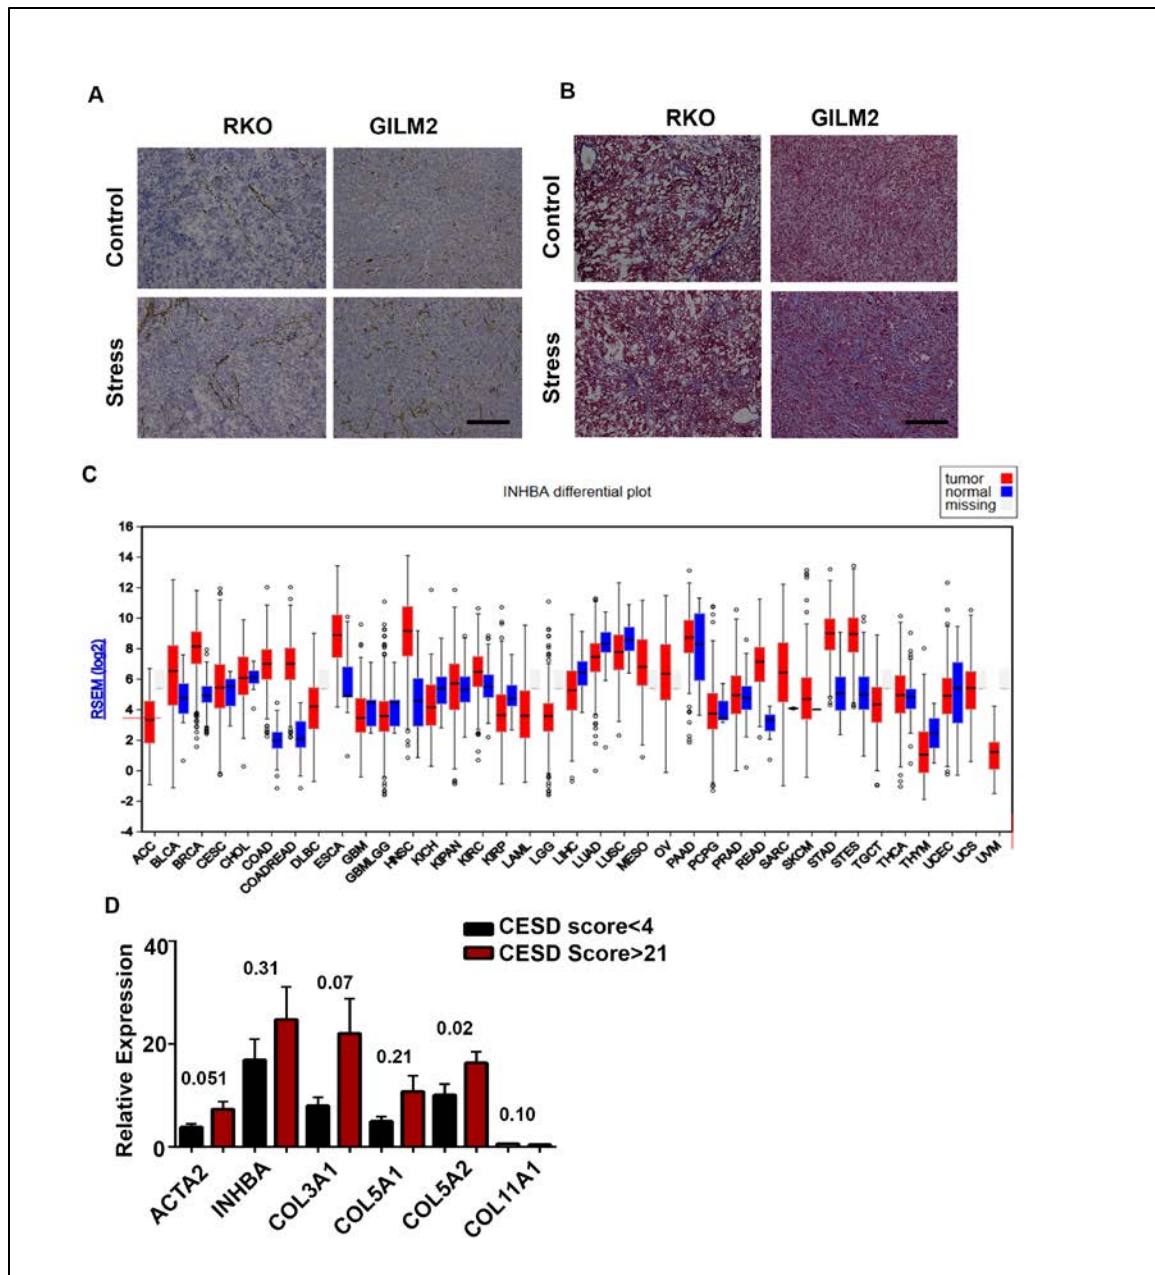 A
RKO GILM2
Control
Stress
B
RKO GILM2
Control
Stress
C
INHBA differential plot
tumor
normal
missing
RSEM (log2)
16
14
12
10
8
6
4
2
0
-2
-4
ACC BLCA BRCA CESC CHOL COAD COADREAD DLBC ESCA GBM GBMLGG HNSC KICH KIPAN KIRC KIRP LAML LGG LIHC LUAD LUSC MESO OV PAAD PCPG PRAD READ SARC SKCM STAD STES TGCT THCA THYM UCEC UCS UVM
D
CESD score<4
CESD Score>21
Relative Expression
40
20
0
0.051 0.31 0.07 0.21 0.02 0.10
ACTA2 INHBA COL3A1 COL5A1 COL5A2 COL11A1